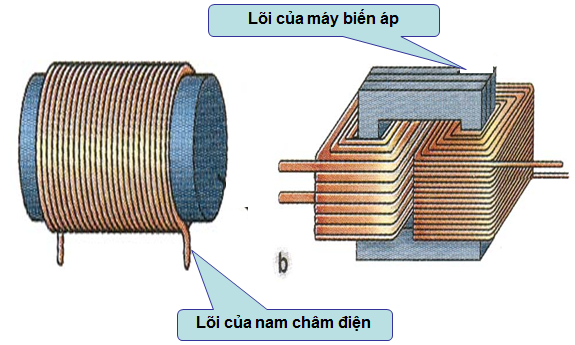 Lõi của máy biến áp
b
Lõi của nam châm điện